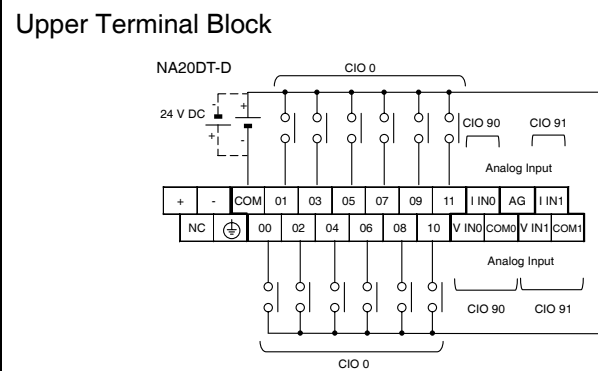 Upper Terminal Block
NA20DT-D
CIO 0
24 V DC
-
+
+
-
CIO 90
CIO 91
Analog Input
+ - COM 01 03 05 07 09 11 I IN0 AG I IN1
NC 00 02 04 06 08 10 V IN0 COM0 V IN1 COM1
Analog Input
CIO 90
CIO 91
CIO 0